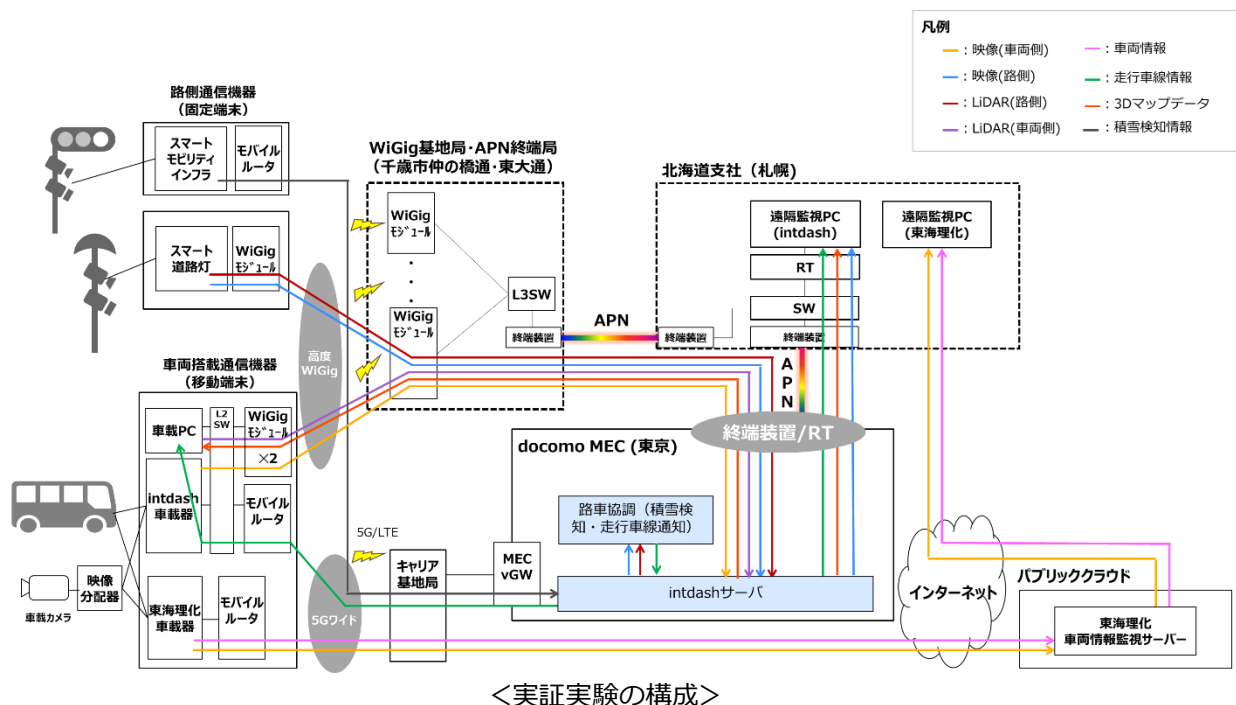 凡例
：映像(車両側)
：車両情報
：映像(路側)
：走行車線情報
：LiDAR(路側)
：3Dマップデータ
：LiDAR(車両側)
：積雪検知情報
路側通信機器
（固定端末）
スマート
モビリティ
インフラ
モバイル
ルータ
スマート
道路灯
WiGig
ﾓｼﾞｭｰﾙ
WiGig基地局・APN終端局
（千歳市仲の橋通・東大通）
WiGig
ﾓｼﾞｭｰﾙ
・
・
・
WiGig
ﾓｼﾞｭｰﾙ
L3SW
終端装置
APN
北海道支社（札幌）
遠隔監視PC
(intdash)
遠隔監視PC
(東海理化)
RT
SW
終端装置
終端装置
APN
高度
WiGig
車両搭載通信機器
（移動端末）
車載PC
L2
SW
WiGig
ﾓｼﾞｭｰﾙ
×2
intdash
車載器
モバイル
ルータ
車載カメラ
映像
分配器
東海理化
車載器
モバイル
ルータ
5G/LTE
5Gワイド
キャリア
基地局
終端装置/RT
docomo MEC (東京)
路車協調（積雪検
知・走行車線通知）
MEC
vGW
intdashサーバ
インターネット
パブリッククラウド
東海理化
車両情報監視サーバー
＜実証実験の構成＞